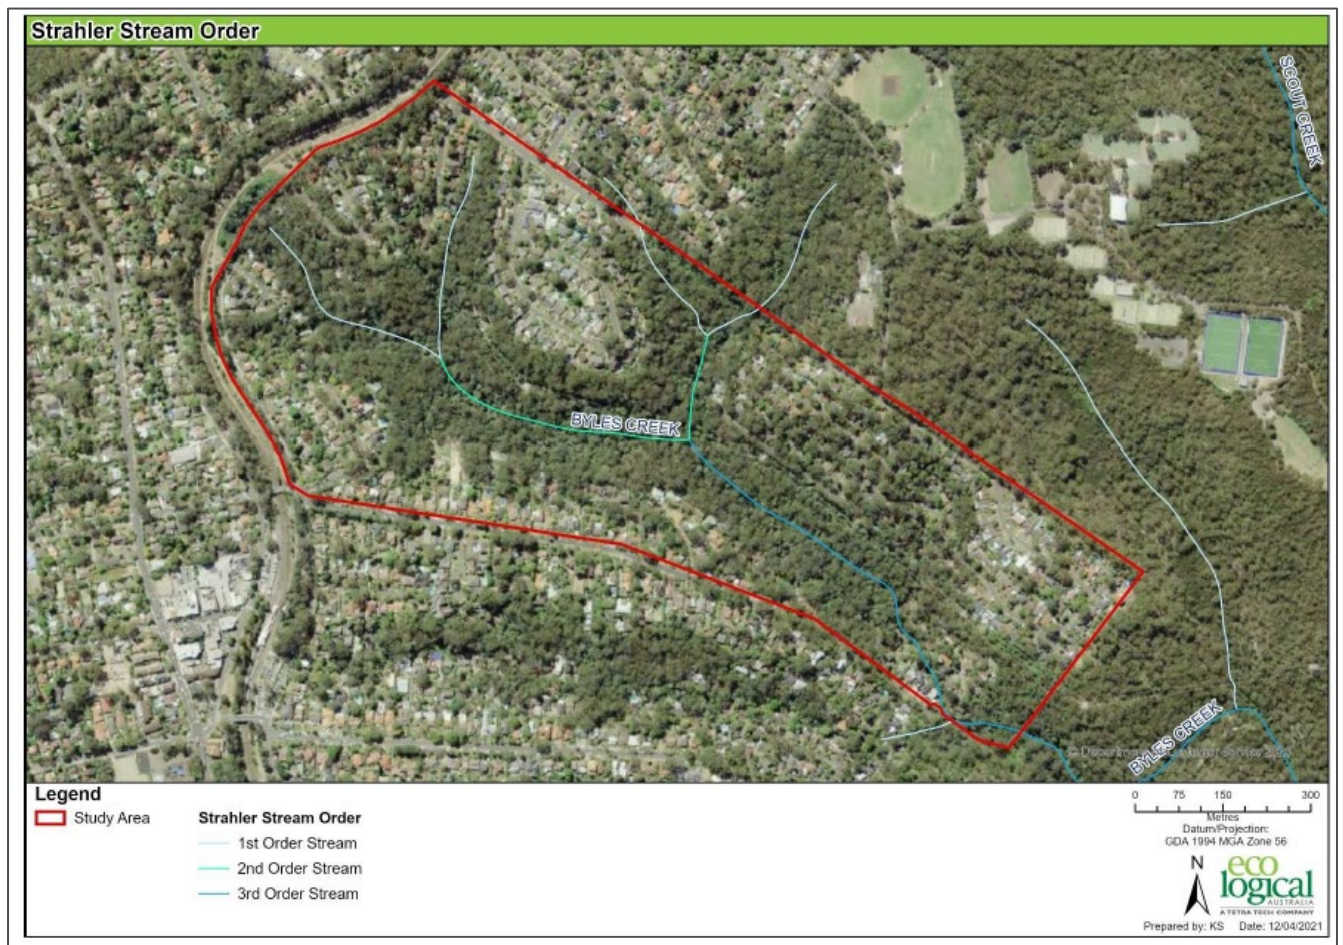 Strahler Stream Order
SCOUT CREEK
BYLES CREEK
BYLES CREEK
Legend
Study Area
Strahler Stream Order
1st Order Stream
2nd Order Stream
3rd Order Stream
0 75 150 300
Metres
Datum/Projection:
GDA 1994 MGA Zone 56
N
eco
logical
AUSTRALIA
A TETRA TECH COMPANY
Prepared by: KS Date: 12/04/2021